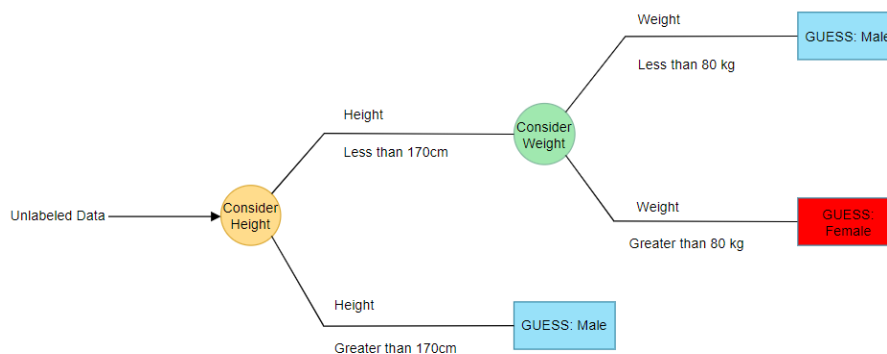 Weight
GUESS: Male
Less than 80 kg
Height
Consider
Weight
Less than 170cm
Unlabeled Data
Consider
Height
Weight
GUESS:
Female
Greater than 80 kg
Height
GUESS: Male
Greater than 170cm